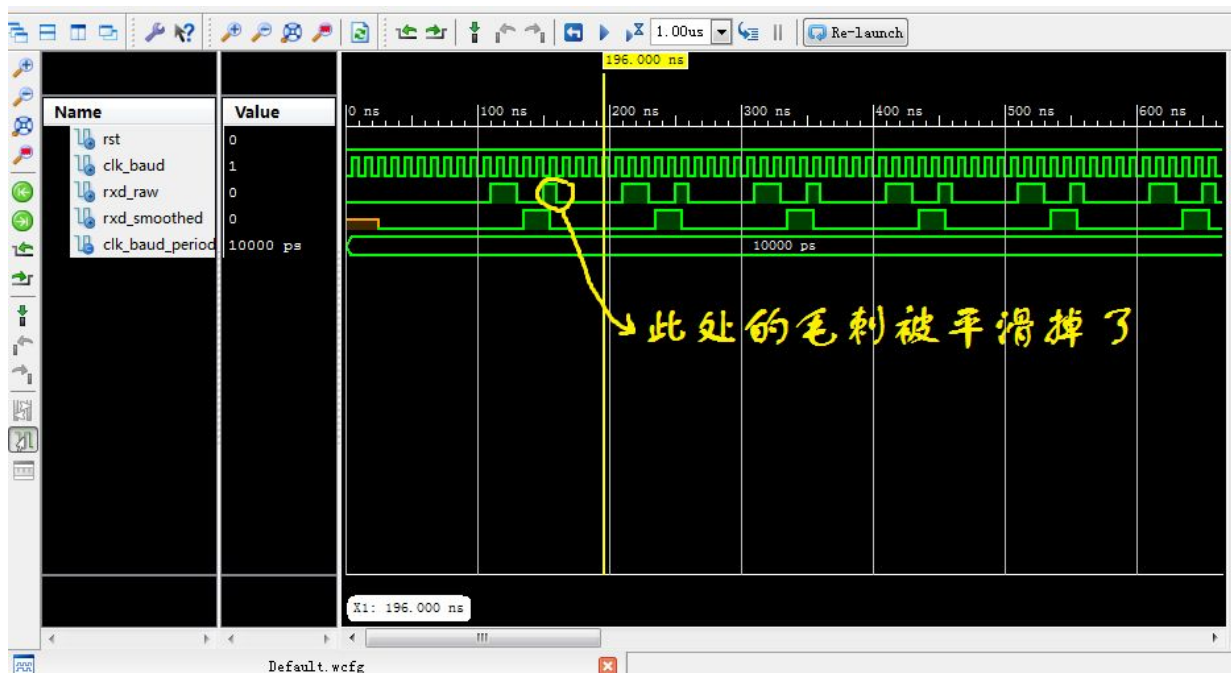 1.00us
Re-launch
196.000 ns
Name
Value
0 ns
100 ns
200 ns
300 ns
400 ns
500 ns
600 ns
rst
0
clk_baud
1
rxd_raw
0
rxd_smoothed
0
clk_baud_period
10000 ps
10000 ps
此处的毛刺被平滑掉了
X1: 196.000 ns
Default.wcfg